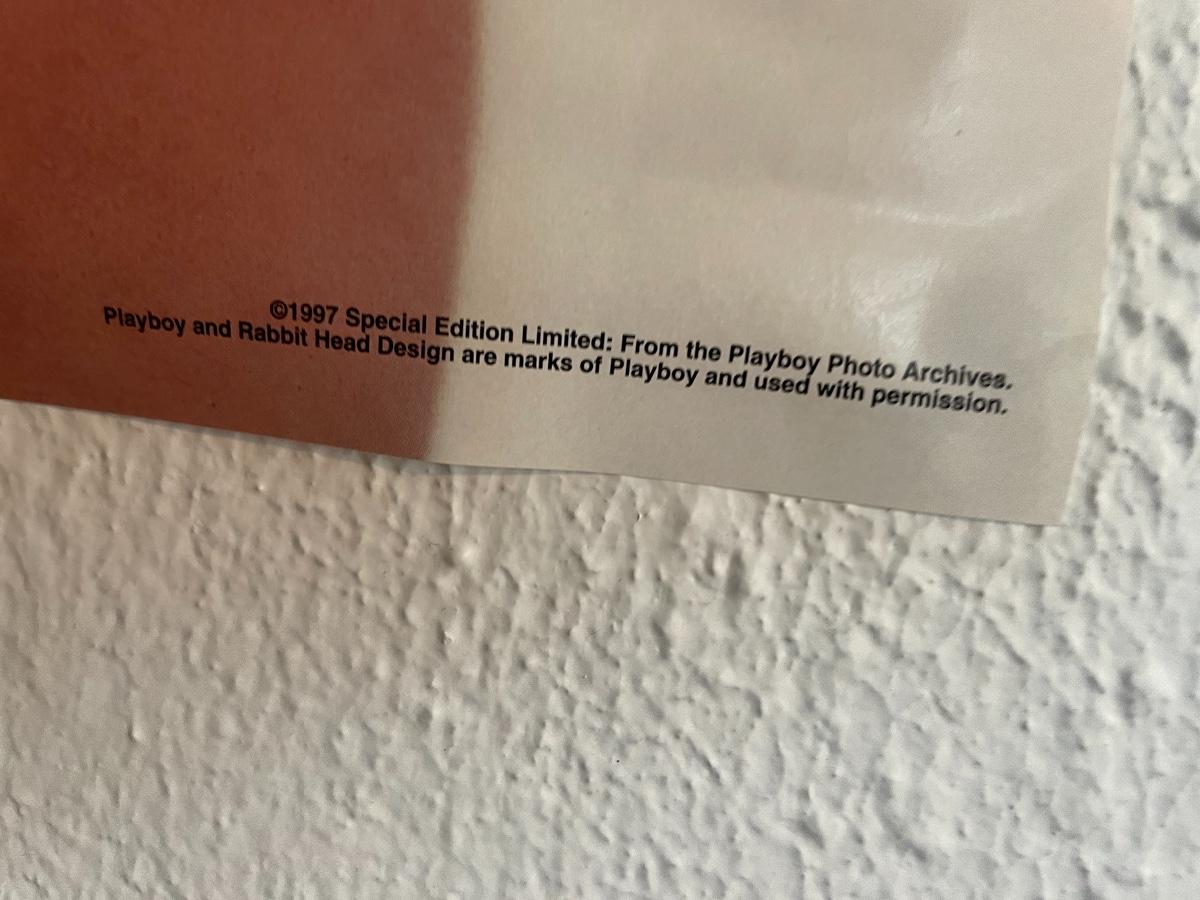 ©1997 Special Edition Limited: From the Playboy Photo Archives.
Playboy and Rabbit Head Design are marks of Playboy and used with permission.